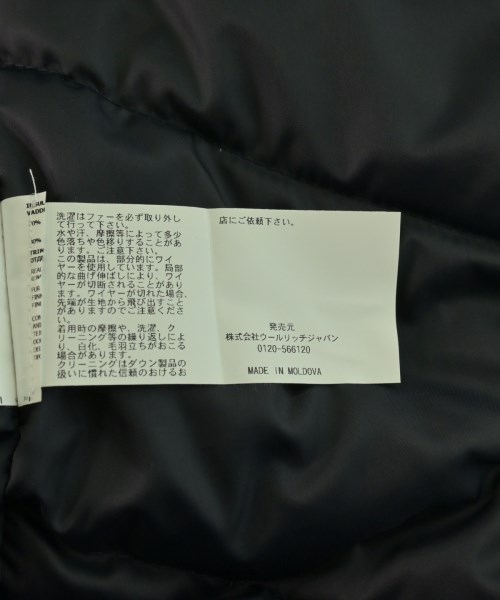 洗濯はファーを必ず取り外し
て行って下さい。
水や汗、摩擦等によって多少
色落ちや色移りすることがあ
ります。ご注意下さい。
この製品は、部分的にワイ
ヤーを使用しています。局部
的な曲げ伸ばしにより、ワイ
ヤーが切断されることがあり
ます。ワイヤーが切れた場合、
先端が生地から飛び出すこと
がありますのでご注意くださ
い。
着用時の摩擦や、洗濯、ク
リーニング等の繰り返しによ
り、白化、毛羽立ちがおこる
場合があります。
クリーニングはダウン製品の
扱いに慣れた信頼のおけるお
店にご依頼下さい。
発売元
株式会社ウールリッチジャパン
0120-566120
MADE IN MOLDOVA